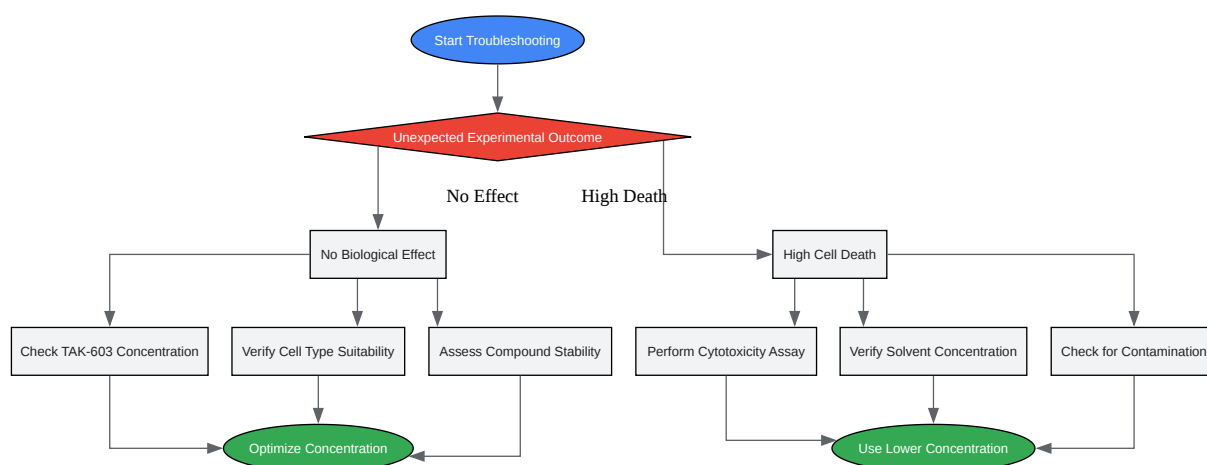 Start Troubleshooting
Unexpected Experimental Outcome
No Effect
High Death
No Biological Effect
High Cell Death
Check TAK-603 Concentration
Verify Cell Type Suitability
Assess Compound Stability
Perform Cytotoxicity Assay
Verify Solvent Concentration
Check for Contamination
Optimize Concentration
Use Lower Concentration